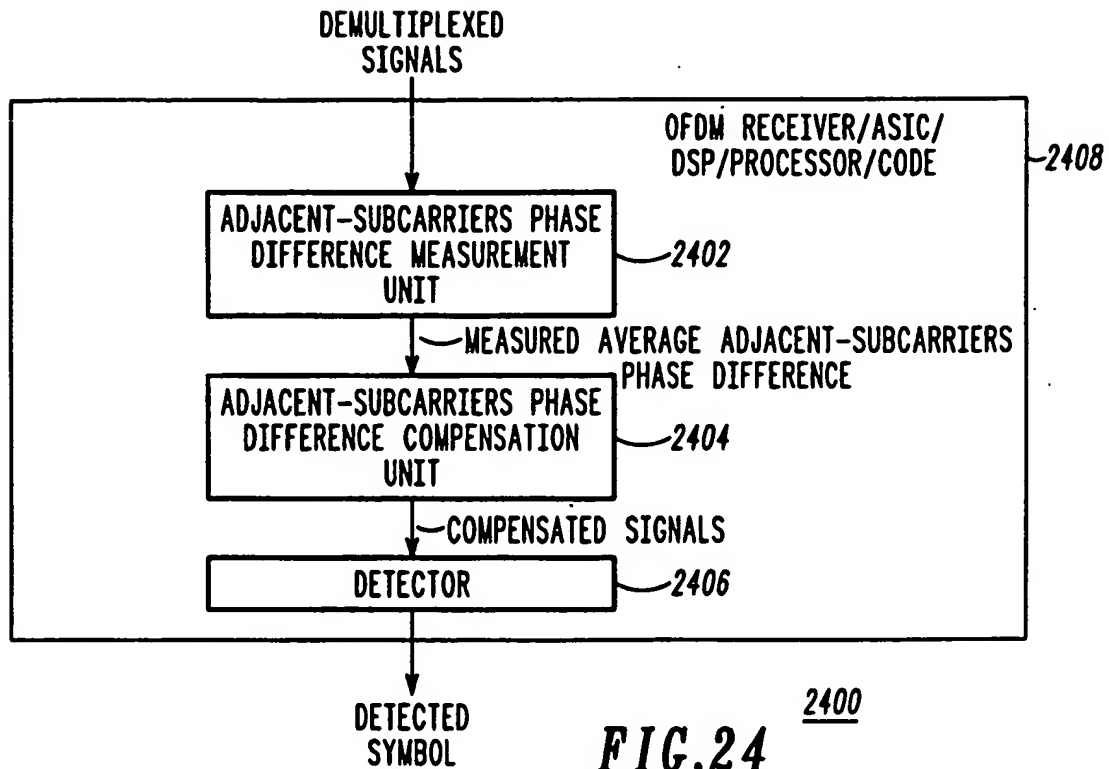 DEMULTIPLEXED
SIGNALS
OFDM RECEIVER/ASIC/
DSP/PROCESSOR/CODE
2408
ADJACENT-SUBCARRIERS PHASE
DIFFERENCE MEASUREMENT
UNIT
2402
MEASURED AVERAGE ADJACENT-SUBCARRIERS
PHASE DIFFERENCE
ADJACENT-SUBCARRIERS PHASE
DIFFERENCE COMPENSATION
UNIT
2404
COMPENSATED SIGNALS
DETECTOR
2406
DETECTED
SYMBOL
2400
FIG.24